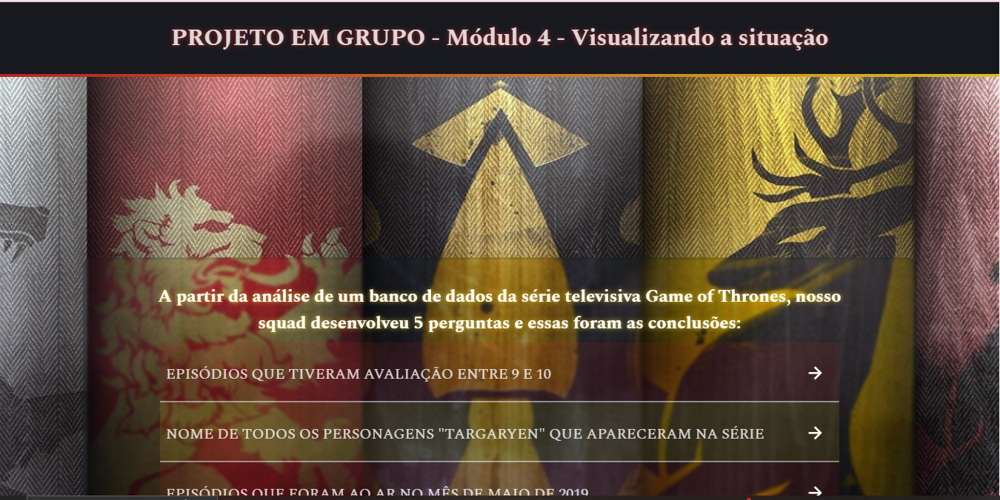 PROJETO EM GRUPO - Módulo 4 - Visualizando a situação
A partir da análise de um banco de dados da série televisiva Game of Thrones, nosso
squad desenvolveu 5 perguntas e essas foram as conclusões:
EPISÓDIOS QUE TIVERAM AVALIAÇÃO ENTRE 9 E 10
NOME DE TODOS OS PERSONAGENS "TARGARYEN" QUE APARECERAM NA SÉRIE
EPISÓDIOS QUE FORAM AO AR NO MÊS DE MAIO DE 2019